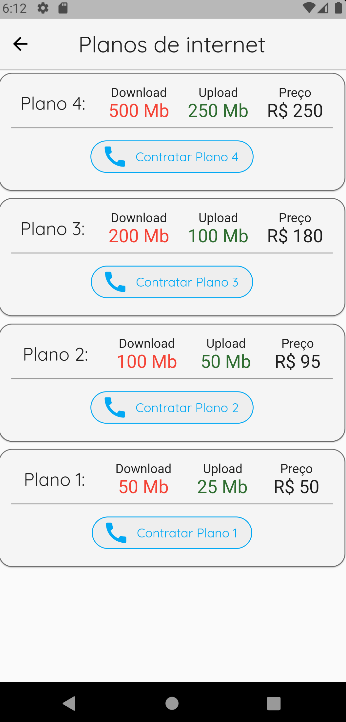 6:12
Planos de internet
Download Upload Preço
Plano 4: 500 Mb 250 Mb R$ 250
Contratar Plano 4
Download Upload Preço
Plano 3: 200 Mb 100 Mb R$ 180
Contratar Plano 3
Download Upload Preço
Plano 2: 100 Mb 50 Mb R$ 95
Contratar Plano 2
Download Upload Preço
Plano 1: 50 Mb 25 Mb R$ 50
Contratar Plano 1